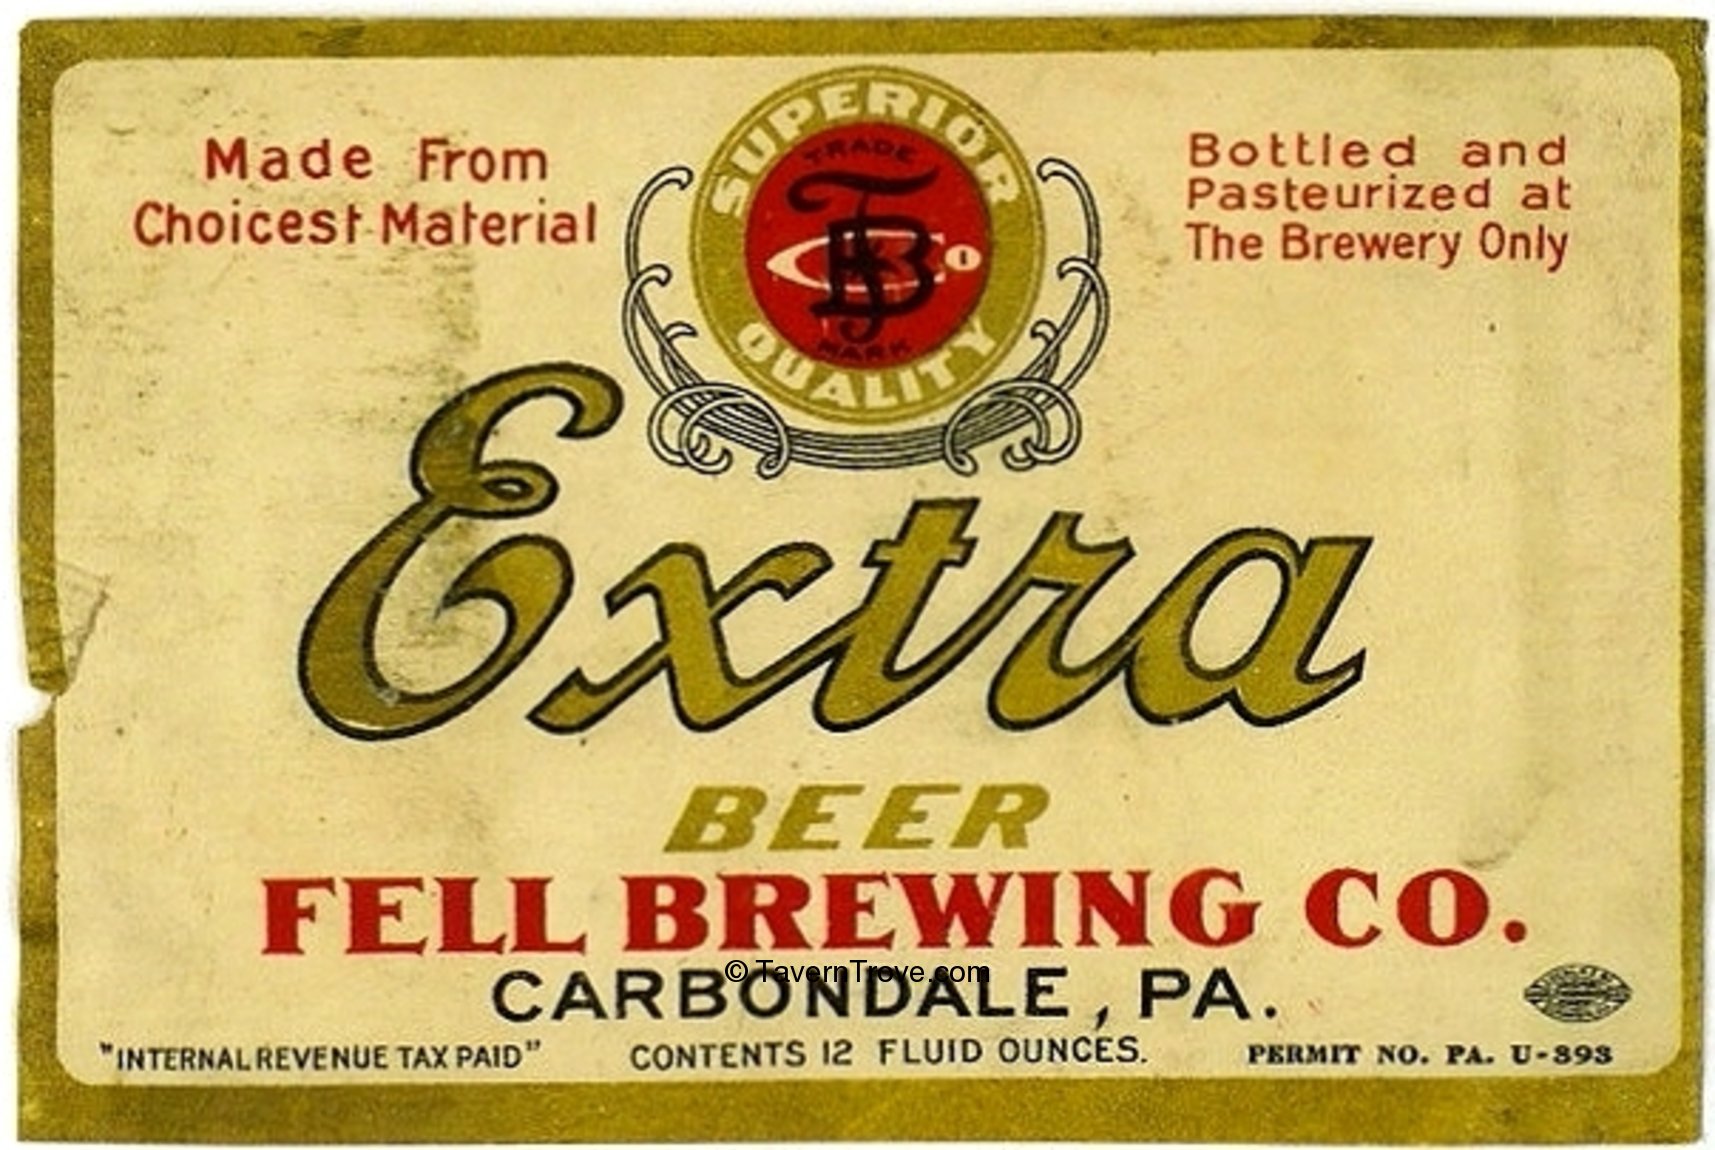 Made From
Choicest Material
SUPERIOR
TRADE
FBCo
MARK
QUALITY
Bottled and
Pasteurized at
The Brewery Only
Extra
BEER
FELL BREWING CO.
© TavernTrove.com
CARBONDALE, PA.
"INTERNAL REVENUE TAX PAID"
CONTENTS 12 FLUID OUNCES.
PERMIT NO. PA. U-393